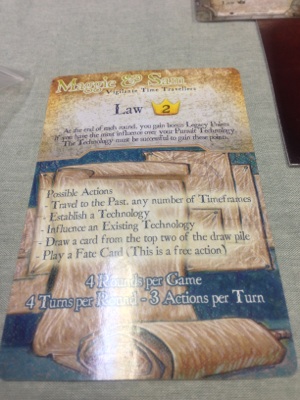 Maggie & Sam
Vigilante Time Travellers
Law 2
At the end of each round, you gain bonus Legacy Points
if you have the most influence over your Pursuit Technology.
The Technology must be successful to gain these points.
Possible Actions
- Travel to the Past, any number of Timeframes
- Establish a Technology
- Influence an Existing Technology
- Draw a card from the top two of the draw pile
- Play a Fate Card (This is a free action)
4 Rounds per Game
4 Turns per Round - 3 Actions per Turn